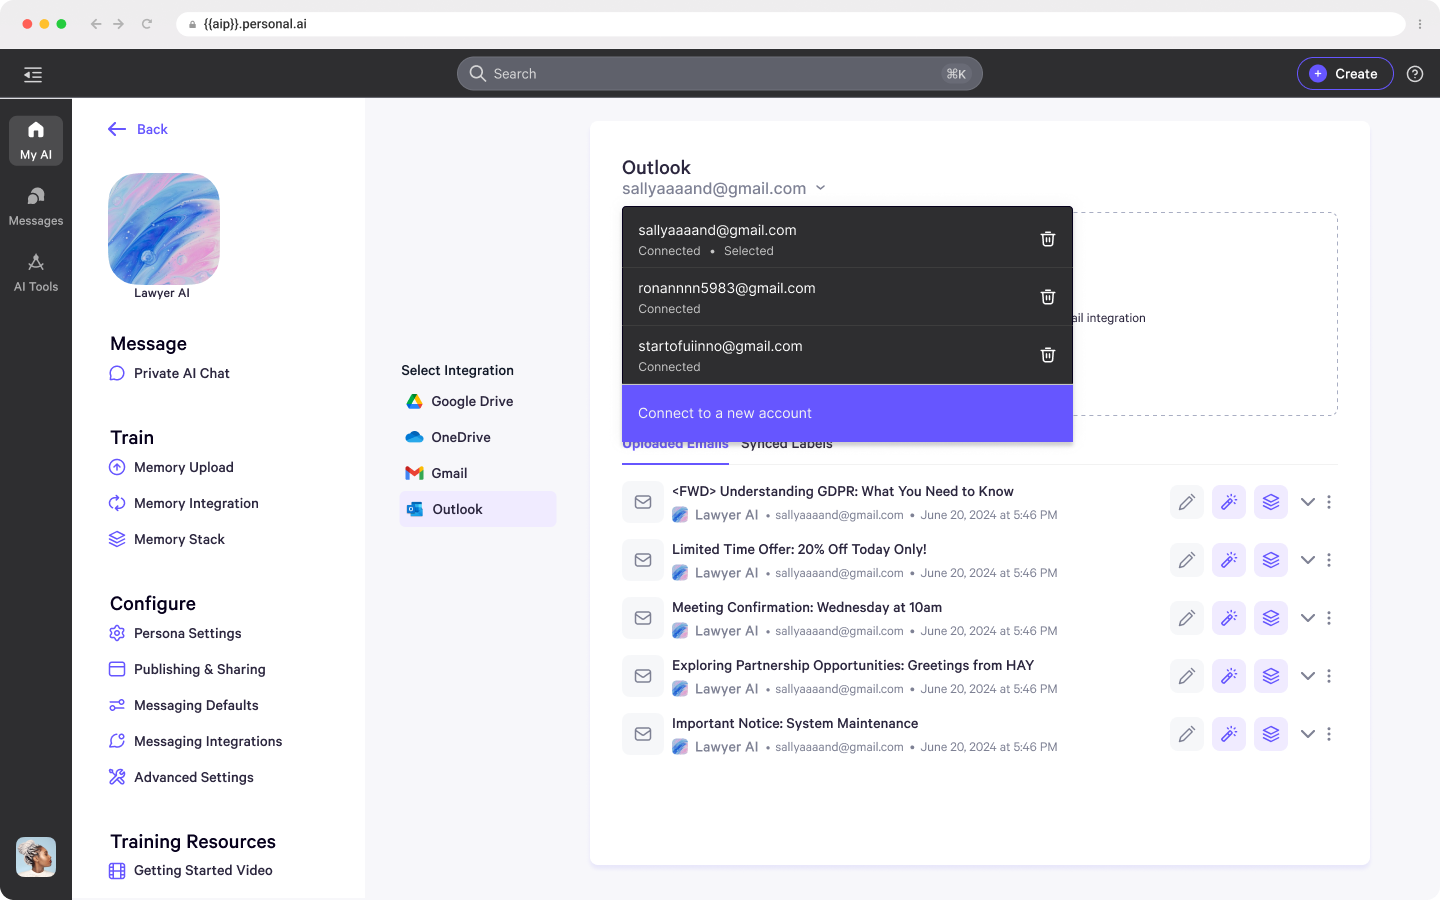 {{aip}}.personal.ai
Search
⌘K
Create
My AI
Messages
AI Tools
Back
Lawyer AI
Message
Private AI Chat
Train
Memory Upload
Memory Integration
Memory Stack
Configure
Persona Settings
Publishing & Sharing
Messaging Defaults
Messaging Integrations
Advanced Settings
Training Resources
Getting Started Video
Select Integration
Google Drive
OneDrive
Gmail
Outlook
Outlook
sallyaaaand@gmail.com
sallyaaaand@gmail.com
Connected • Selected
ronannnn5983@gmail.com
Connected
startofuiinno@gmail.com
Connected
Connect to a new account
ail integration
Uploaded Emails Synced Labels
<FWD> Understanding GDPR: What You Need to Know
Lawyer AI • sallyaaaand@gmail.com • June 20, 2024 at 5:46 PM
Limited Time Offer: 20% Off Today Only!
Lawyer AI • sallyaaaand@gmail.com • June 20, 2024 at 5:46 PM
Meeting Confirmation: Wednesday at 10am
Lawyer AI • sallyaaaand@gmail.com • June 20, 2024 at 5:46 PM
Exploring Partnership Opportunities: Greetings from HAY
Lawyer AI • sallyaaaand@gmail.com • June 20, 2024 at 5:46 PM
Important Notice: System Maintenance
Lawyer AI • sallyaaaand@gmail.com • June 20, 2024 at 5:46 PM